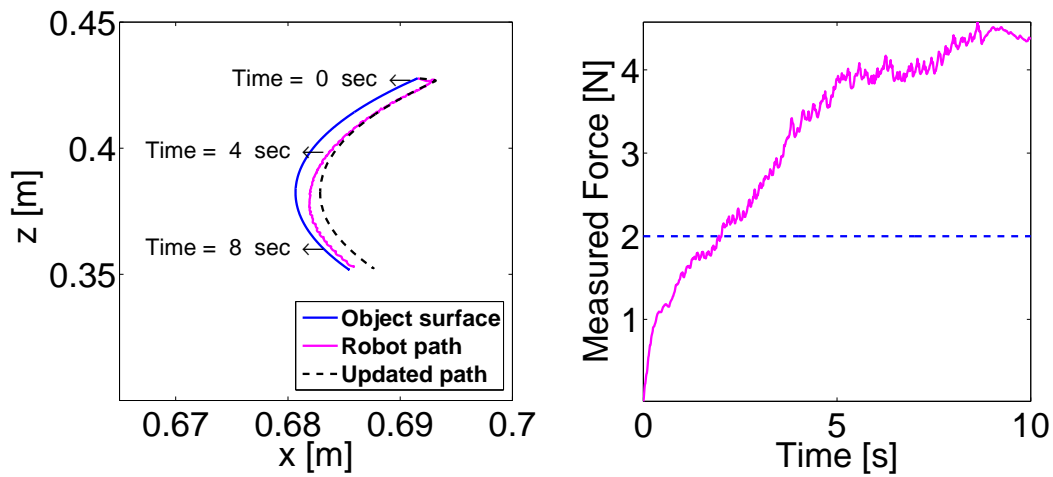 0.45
0.4
0.35
z [m]
Time = 0 sec ←
Time = 4 sec ←
Time = 8 sec ←
Object surface
Robot path
Updated path
0.67 0.68 0.69 0.7
x [m]
4
3
2
1
Measured Force [N]
0 5 10
Time [s]